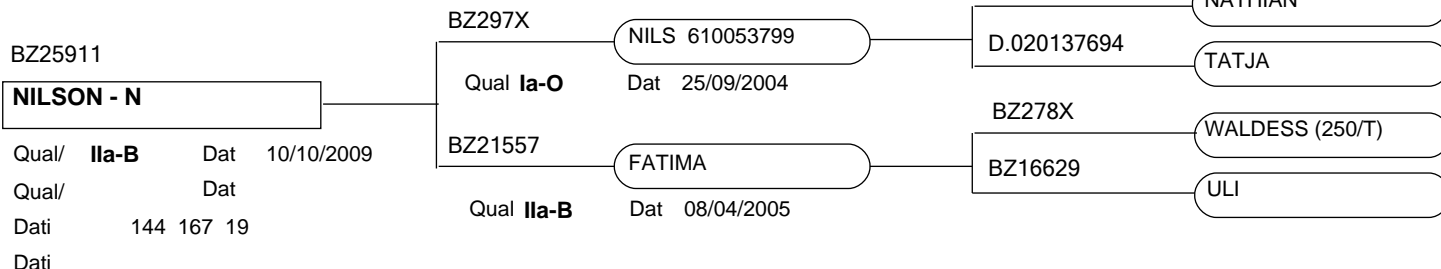 NATHIAN
BZ297X
NILS 610053799
D.020137694
BZ25911
TATJA
Qual Ia-O Dat 25/09/2004
NILSON - N
BZ278X
WALDESS (250/T)
BZ21557
Qual/ IIa-B Dat 10/10/2009
FATIMA
BZ16629
Qual/ Dat
ULI
Qual IIa-B Dat 08/04/2005
Dati 144 167 19
Dati